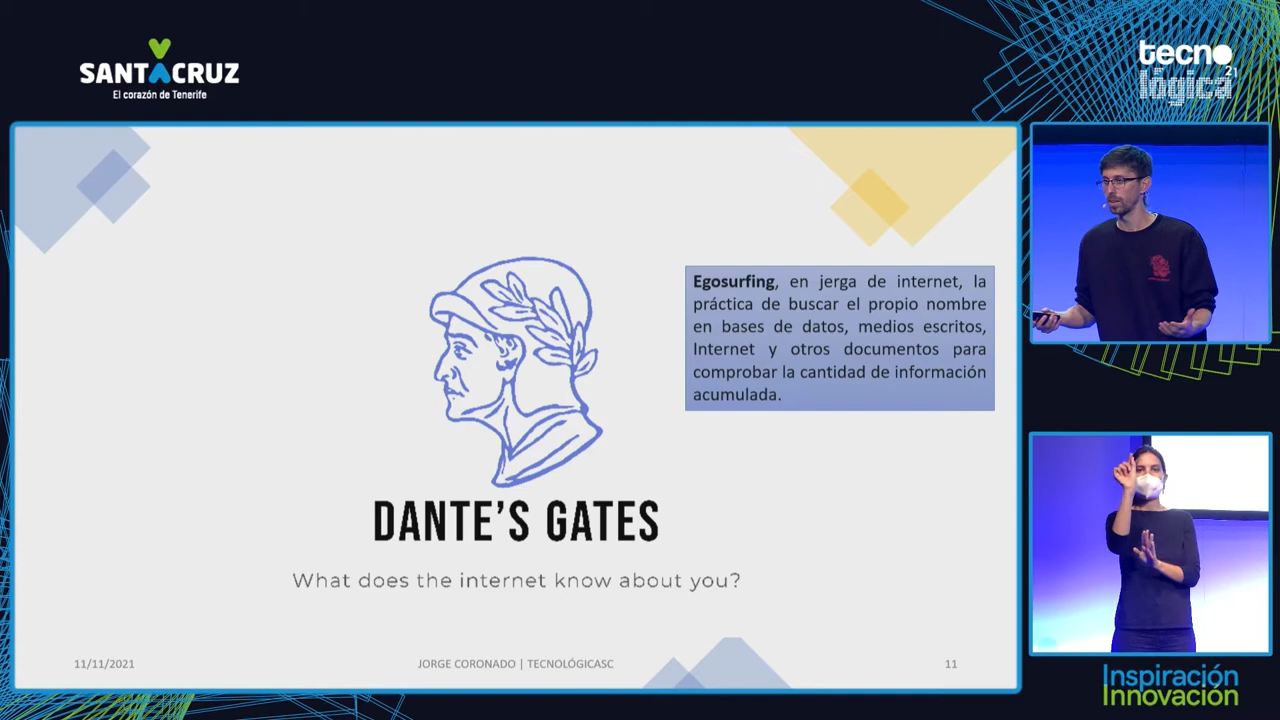 SANTACRUZ
El corazón de Tenerife
tecno
lógica
21
Egosurfing, en jerga de internet, la
práctica de buscar el propio nombre
en bases de datos, medios escritos,
Internet y otros documentos para
comprobar la cantidad de información
acumulada.
DANTE'S GATES
What does the internet know about you?
11/11/2021
JORGE CORONADO | TECNOLÓGICASC
11
Inspiración
Innovación